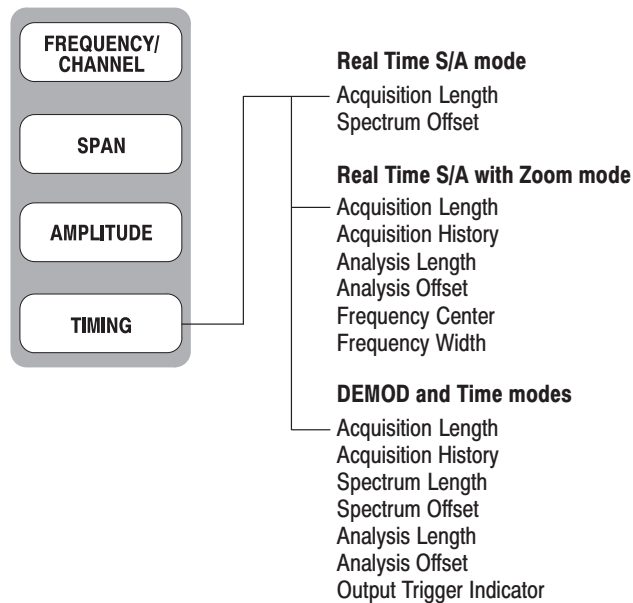 FREQUENCY/
CHANNEL
SPAN
AMPLITUDE
TIMING
Real Time S/A mode
Acquisition Length
Spectrum Offset
Real Time S/A with Zoom mode
Acquisition Length
Acquisition History
Analysis Length
Analysis Offset
Frequency Center
Frequency Width
DEMOD and Time modes
Acquisition Length
Acquisition History
Spectrum Length
Spectrum Offset
Analysis Length
Analysis Offset
Output Trigger Indicator